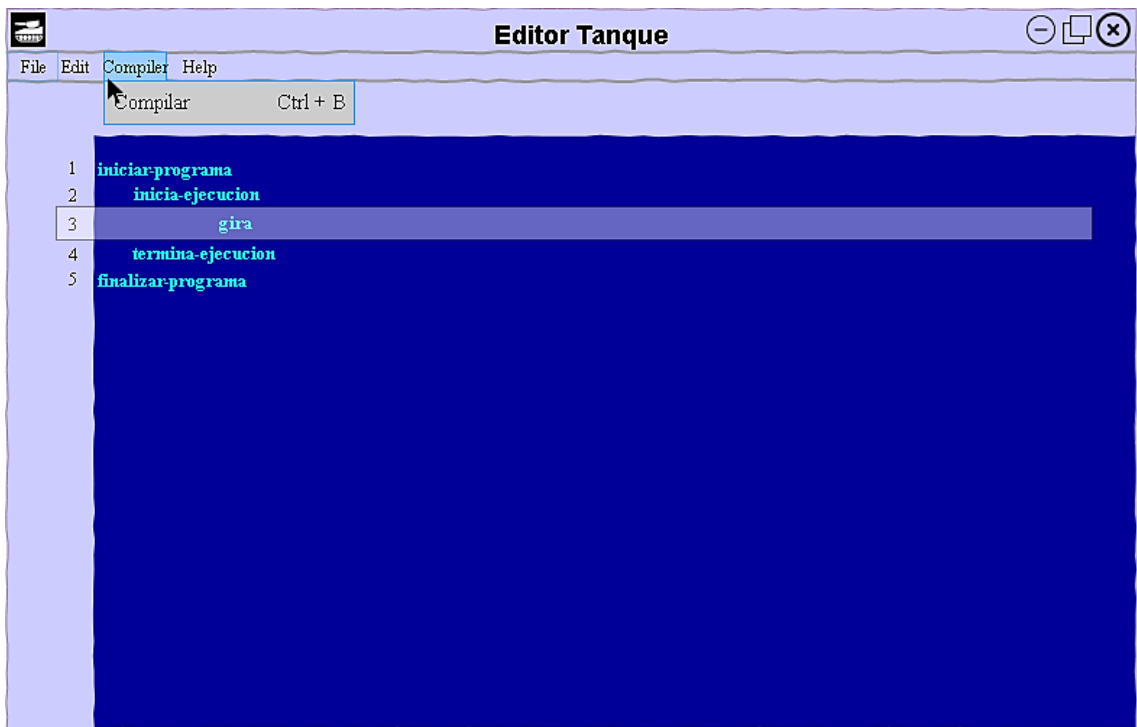 Editor Tanque
File Edit Compiler Help
Compilar Ctrl + B
1 iniciar-programa
2 inicia-ejecucion
3 gira
4 termina-ejecucion
5 finalizar-programa